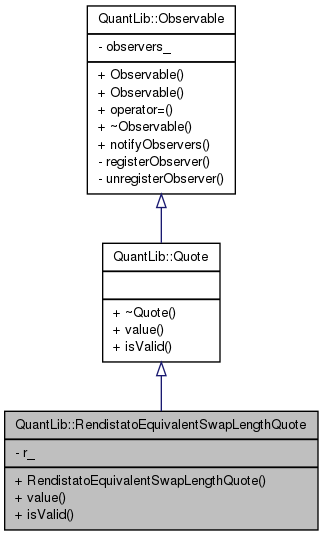 QuantLib::Observable
- observers_
+ Observable()
+ Observable()
+ operator=()
+ ~Observable()
+ notifyObservers()
- registerObserver()
- unregisterObserver()
QuantLib::Quote
+ ~Quote()
+ value()
+ isValid()
QuantLib::RendistatoEquivalentSwapLengthQuote
- r_
+ RendistatoEquivalentSwapLengthQuote()
+ value()
+ isValid()